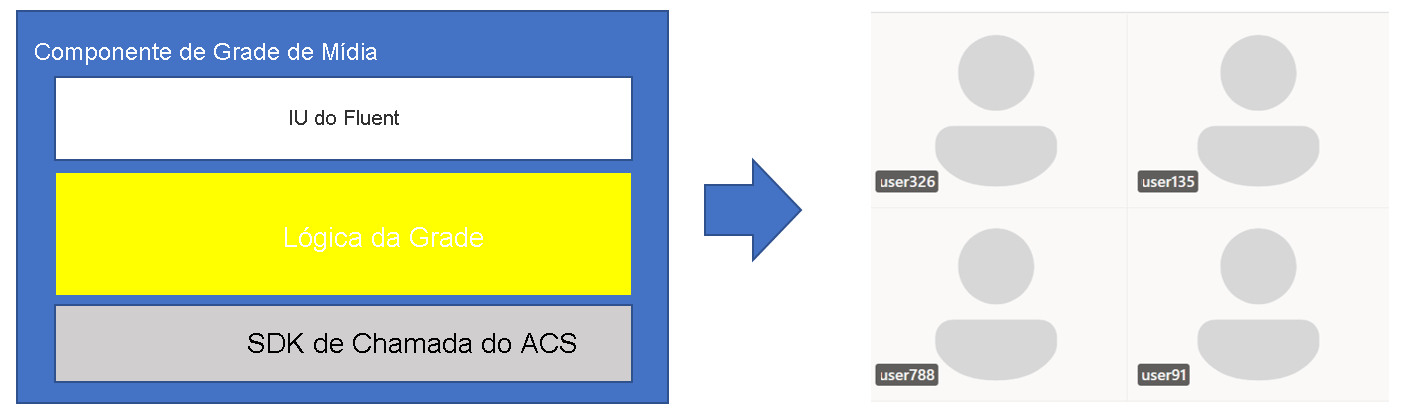 Componente de Grade de Mídia
IU do Fluent
Lógica da Grade
SDK de Chamada do ACS
user326
user135
user788
user91